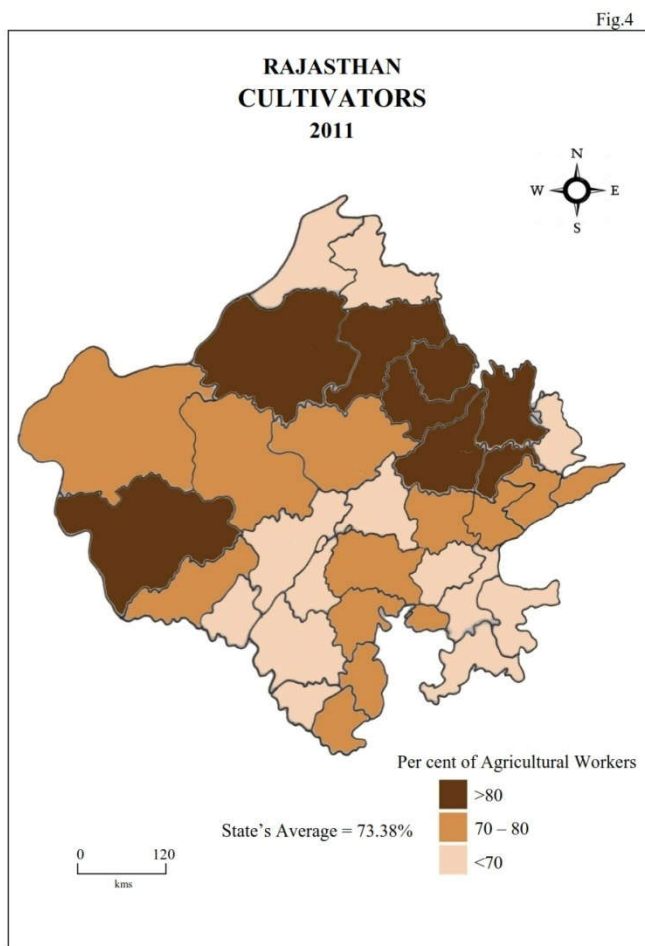 Fig.4
RAJASTHAN
CULTIVATORS
2011
N
W E
S
Per cent of Agricultural Workers
>80
70 – 80
<70
State's Average = 73.38%
0 120
kms